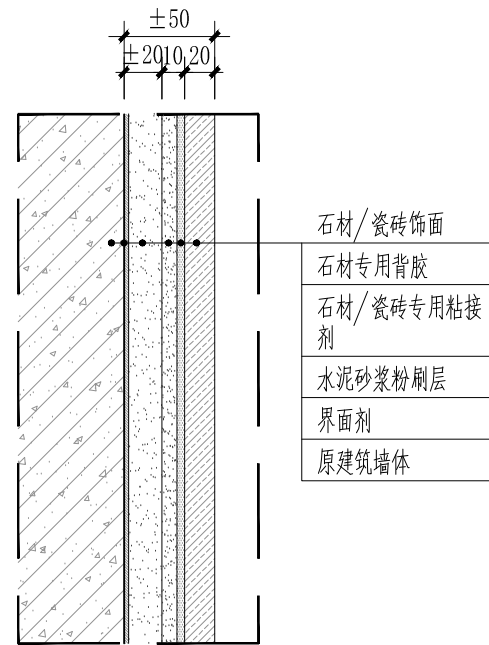 ±50
±20 10 20
石材/瓷砖饰面
石材专用背胶
石材/瓷砖专用粘接
剂
水泥砂浆粉刷层
界面剂
原建筑墙体